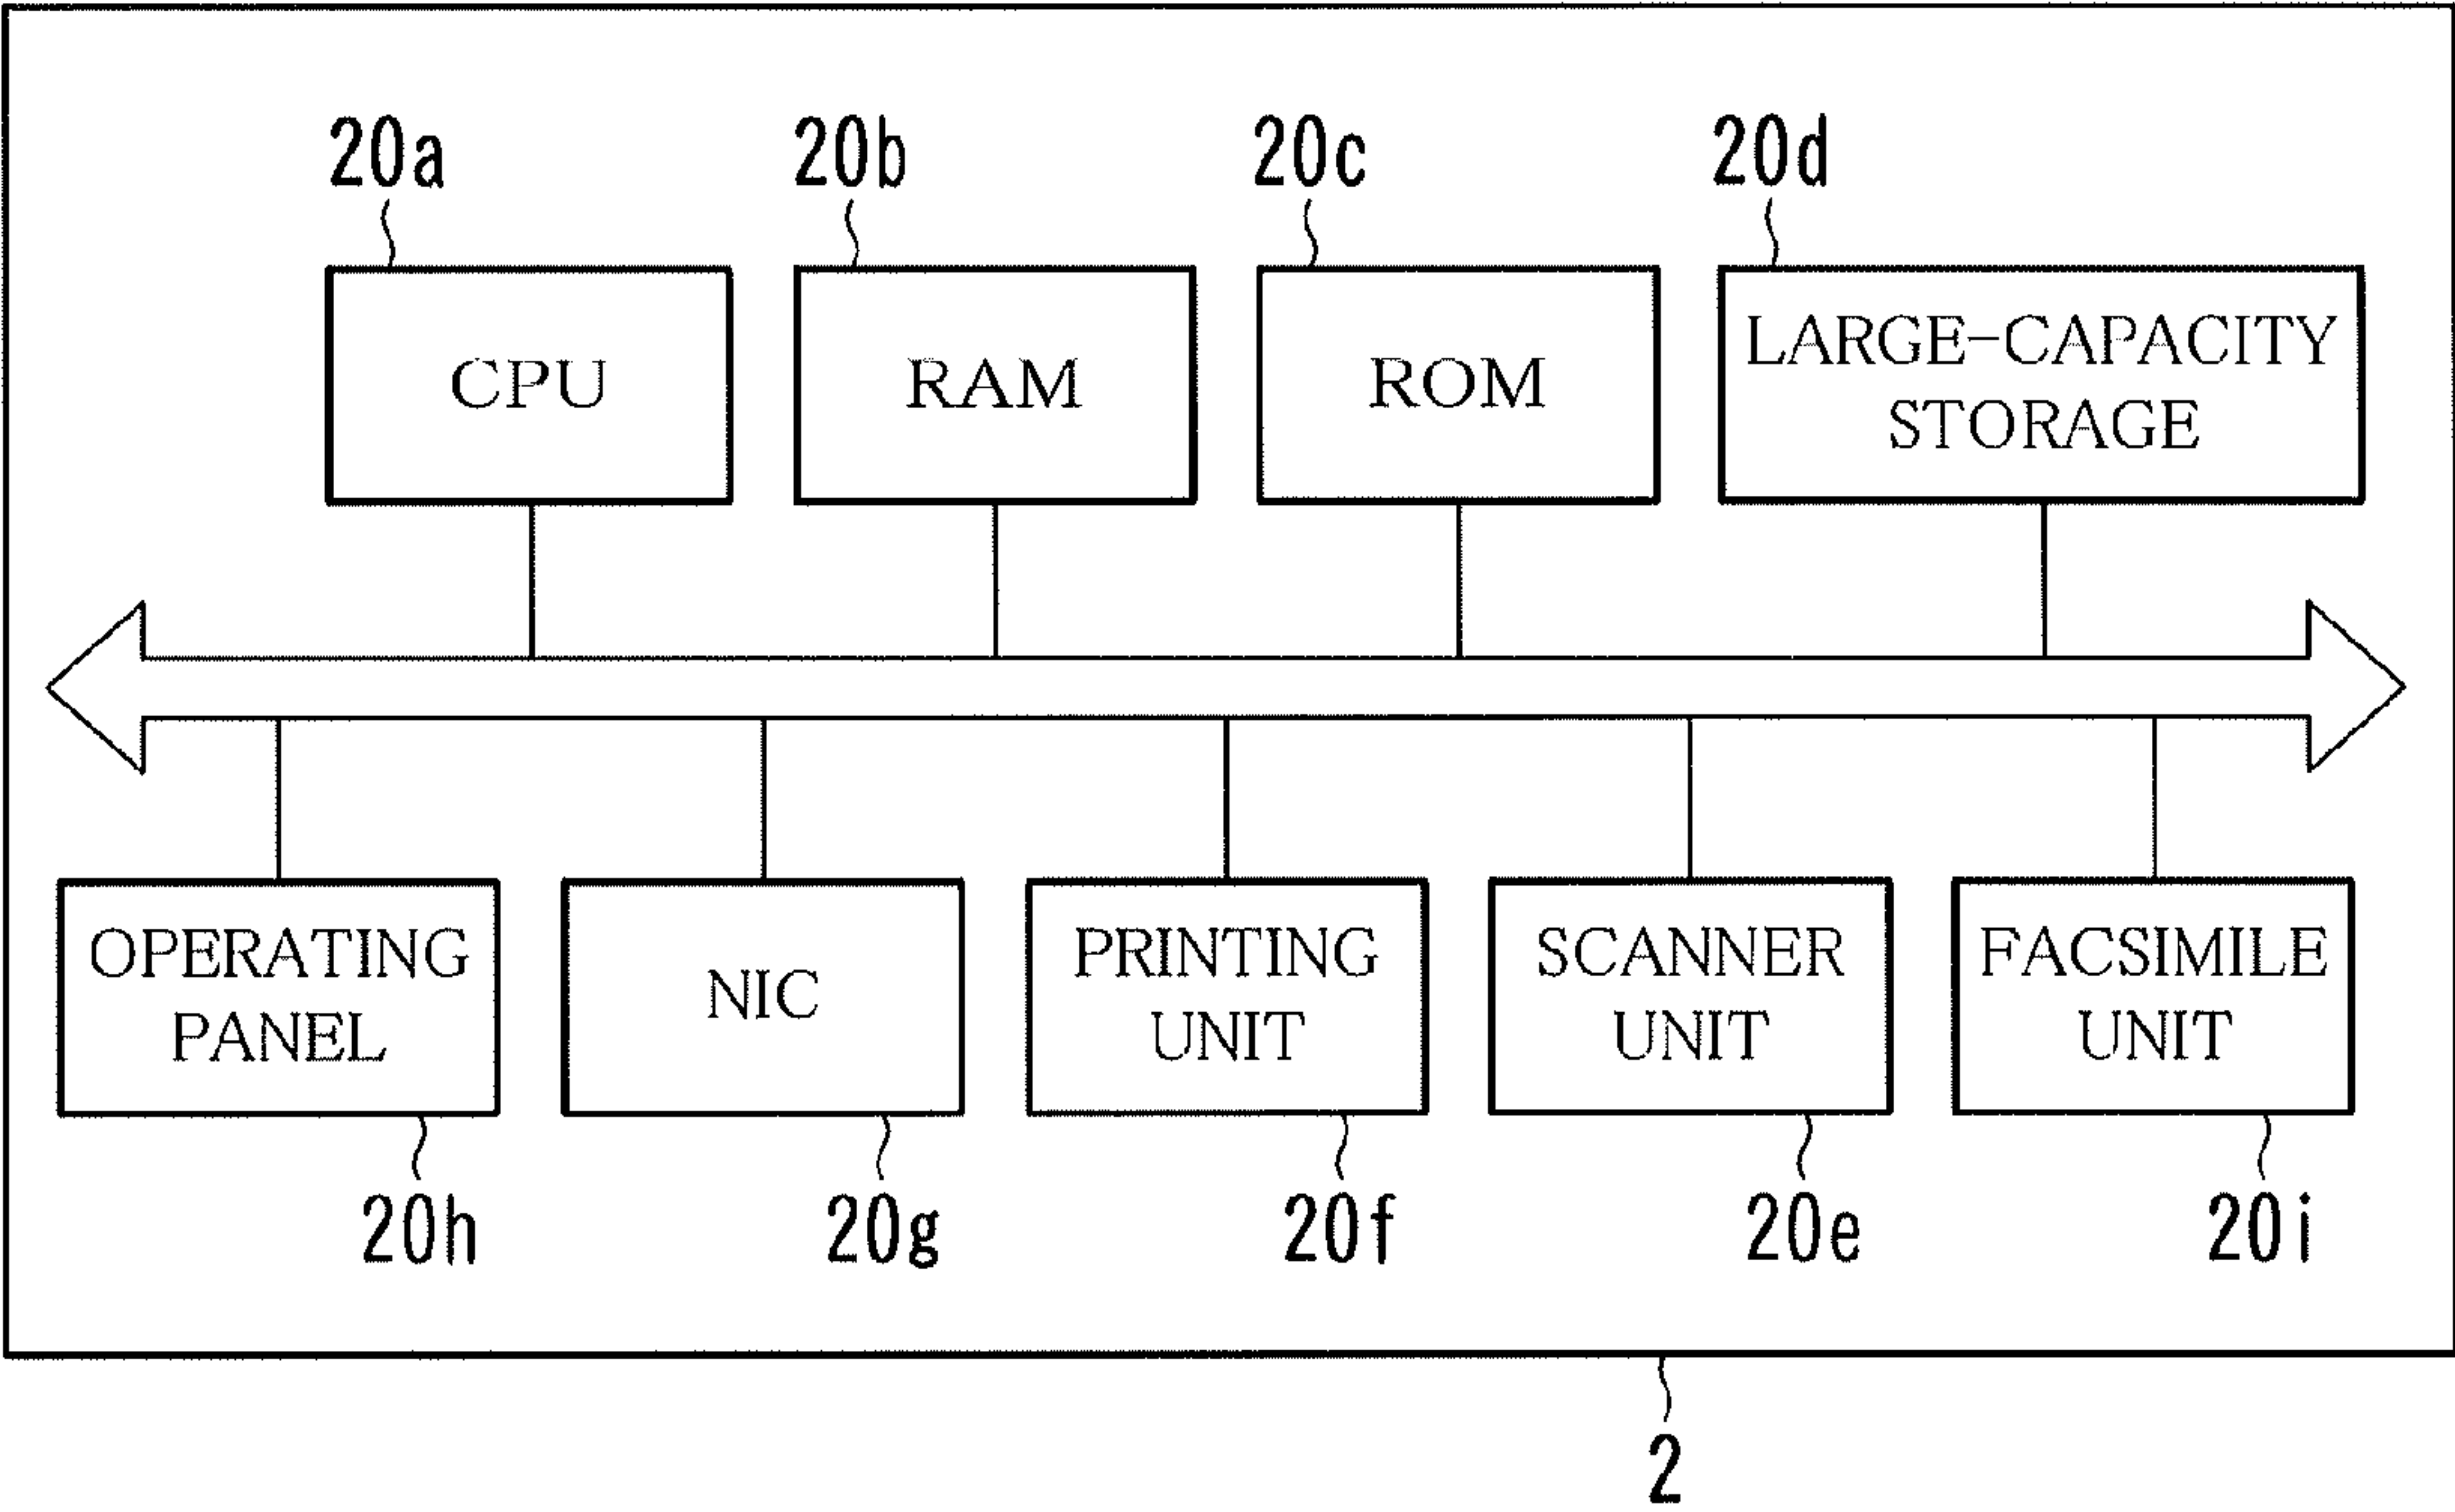 20a 20b 20c 20d
CPU RAM ROM LARGE-CAPACITY
STORAGE
OPERATING
PANEL
NIC
PRINTING
UNIT
SCANNER
UNIT
FACSIMILE
UNIT
20h 20g 20f 20e 20i
2